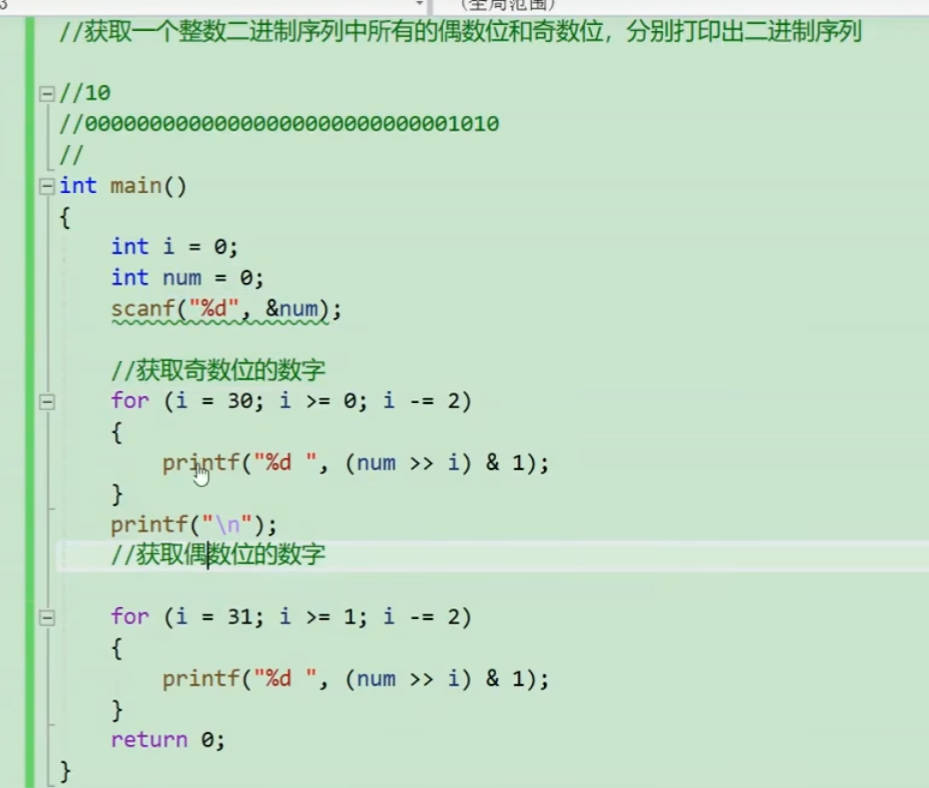 (全局范围)
//获取一个整数二进制序列中所有的偶数位和奇数位，分别打印出二进制序列
//10
//00000000000000000000000000001010
//
int main()
{
int i = 0;
int num = 0;
scanf("%d", &num);
//获取奇数位的数字
for (i = 30; i >= 0; i -= 2)
{
printf("%d ", (num >> i) & 1);
}
printf("\n");
//获取偶数位的数字
for (i = 31; i >= 1; i -= 2)
{
printf("%d ", (num >> i) & 1);
}
return 0;
}